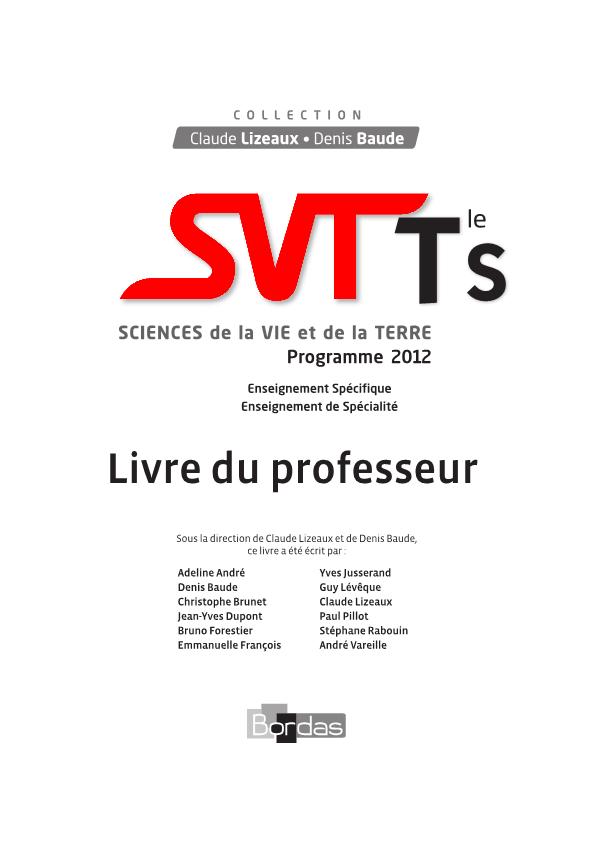 COLLECTION
Claude Lizeaux • Denis Baude
SVT Tle S
SCIENCES de la VIE et de la TERRE
Programme 2012
Enseignement Spécifique
Enseignement de Spécialité
Livre du professeur
Sous la direction de Claude Lizeaux et de Denis Baude,
ce livre a été écrit par :
Adeline André
Denis Baude
Christophe Brunet
Jean-Yves Dupont
Bruno Forestier
Emmanuelle François
Yves Jusserand
Guy Lévêque
Claude Lizeaux
Paul Pillot
Stéphane Rabouin
André Vareille
Bordas